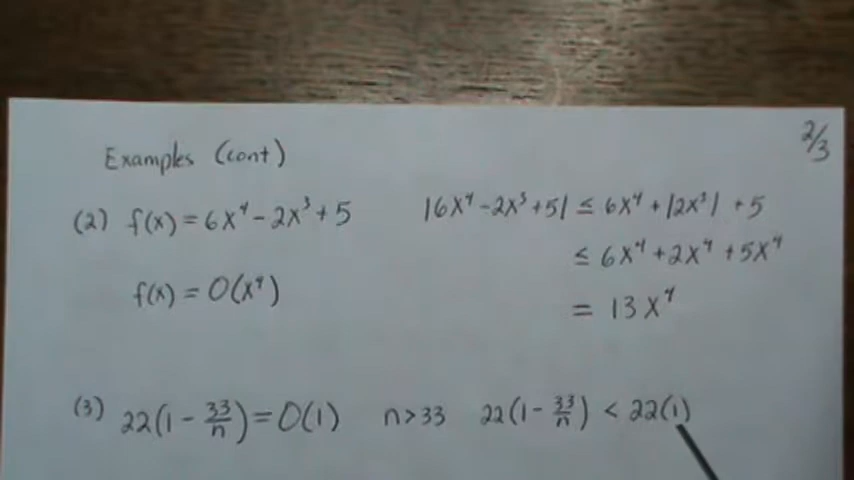 2/3
Examples (cont)
(2) f(x) = 6x⁴ - 2x³ + 5 |6x⁴ - 2x³ + 5| ≤ 6x⁴ + |2x³| + 5
≤ 6x⁴ + 2x⁴ + 5x⁴
f(x) = O(x⁴)
= 13x⁴
(3) 22(1 - 33/n) = O(1) n > 33 22(1 - 33/n) < 22(1)